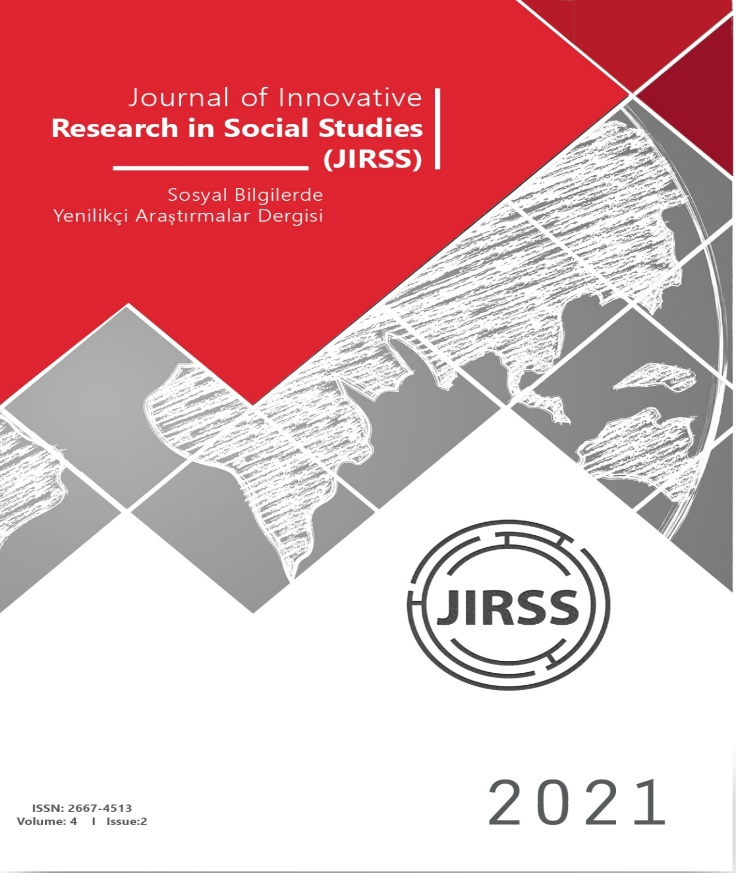 Journal of Innovative
Research in Social Studies
(JIRSS)
Sosyal Bilgilerde
Yenilikçi Araştırmalar Dergisi
JIRSS
2021
ISSN: 2667-4513
Volume: 4 I Issue:2